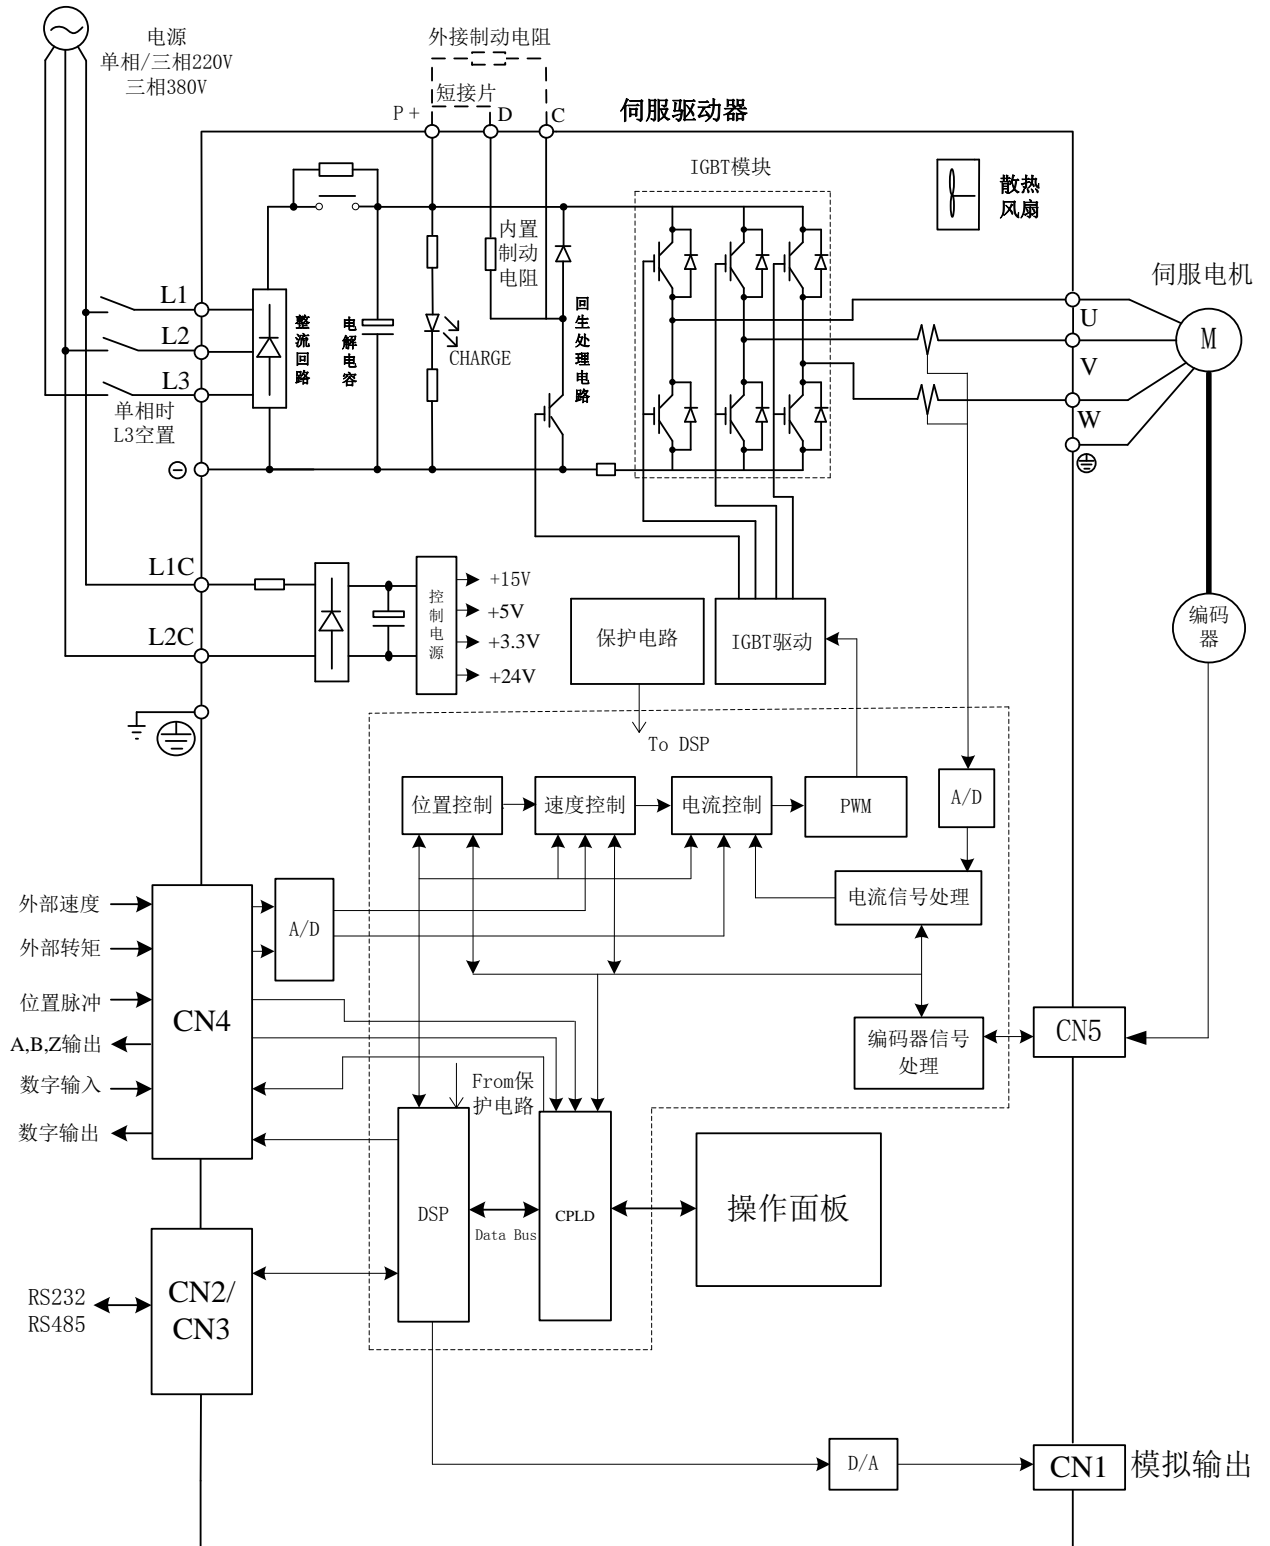 电源
单相/三相220V
三相380V
外接制动电阻
短接片
P+
D
C
伺服驱动器
IGBT模块
散热
风扇
内置
制动
电阻
伺服电机
L1
L2
L3
单相时
L3空置
整流回路
电解电容
CHARGE
回生处理电路
U
V
W
M
L1C
L2C
控制电源
+15V
+5V
+3.3V
+24V
保护电路
IGBT驱动
编码
器
To DSP
位置控制
速度控制
电流控制
PWM
A/D
电流信号处理
外部速度
外部转矩
位置脉冲
A,B,Z输出
数字输入
数字输出
CN4
A/D
编码器信号
处理
CN5
From保
护电路
DSP
Data Bus
CPLD
操作面板
RS232
RS485
CN2/
CN3
D/A
CN1
模拟输出